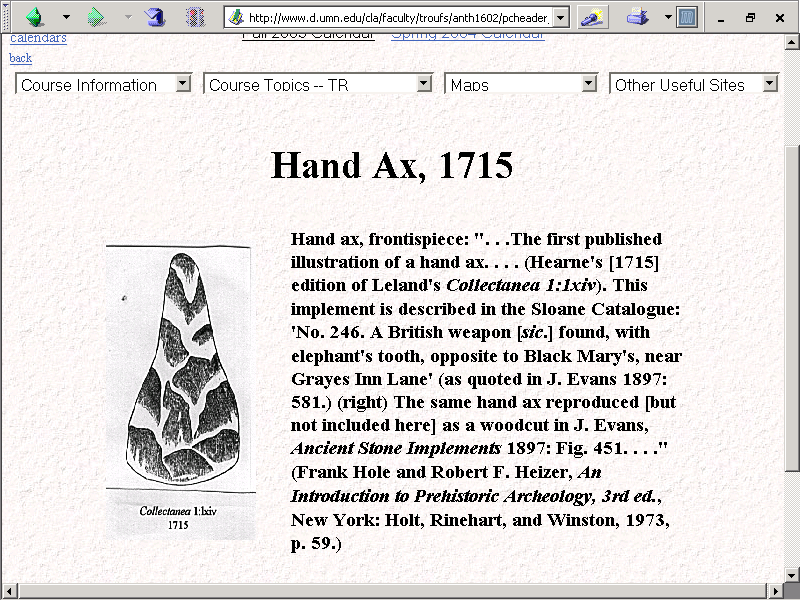 http://www.d.umn.edu/cla/faculty/troufs/anth1602/pcheader_
calendars Fall 2003 Calendar Spring 2004 Calendar
back
Course Information Course Topics -- TR Maps Other Useful Sites
Hand Ax, 1715
Hand ax, frontispiece: ". . .The first published
illustration of a hand ax. . . . (Hearne's [1715]
edition of Leland's Collectanea 1:1xiv). This
implement is described in the Sloane Catalogue:
'No. 246. A British weapon [sic.] found, with
elephant's tooth, opposite to Black Mary's, near
Grayes Inn Lane' (as quoted in J. Evans 1897:
581.) (right) The same hand ax reproduced [but
not included here] as a woodcut in J. Evans,
Ancient Stone Implements 1897: Fig. 451. . . ."
(Frank Hole and Robert F. Heizer, An
Introduction to Prehistoric Archeology, 3rd ed.,
New York: Holt, Rinehart, and Winston, 1973,
p. 59.)
Collectanea 1:lxiv
1715